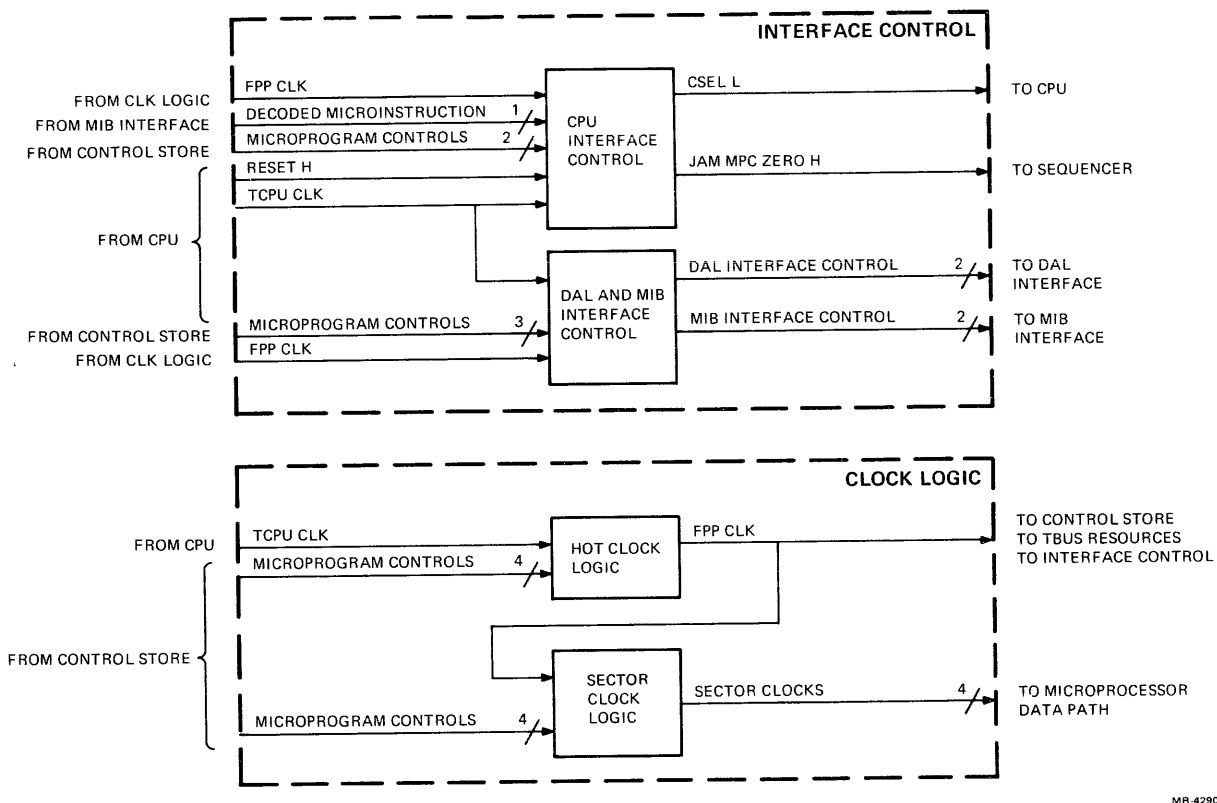 INTERFACE CONTROL
FROM CLK LOGIC
FPP CLK
FROM MIB INTERFACE
DECODED MICROINSTRUCTION
1
FROM CONTROL STORE
MICROPROGRAM CONTROLS
2
RESET H
TCPU CLK
FROM CPU
CPU
INTERFACE
CONTROL
CSEL L
TO CPU
JAM MPC ZERO H
TO SEQUENCER
FROM CONTROL STORE
MICROPROGRAM CONTROLS
3
FROM CLK LOGIC
FPP CLK
DAL AND MIB
INTERFACE
CONTROL
DAL INTERFACE CONTROL
2
TO DAL
INTERFACE
MIB INTERFACE CONTROL
2
TO MIB
INTERFACE
CLOCK LOGIC
FROM CPU
TCPU CLK
MICROPROGRAM CONTROLS
4
HOT CLOCK
LOGIC
FPP CLK
TO CONTROL STORE
TO TBUS RESOURCES
TO INTERFACE CONTROL
FROM CONTROL STORE
MICROPROGRAM CONTROLS
4
SECTOR
CLOCK
LOGIC
SECTOR CLOCKS
4
TO MICROPROCESSOR
DATA PATH
MR-4290